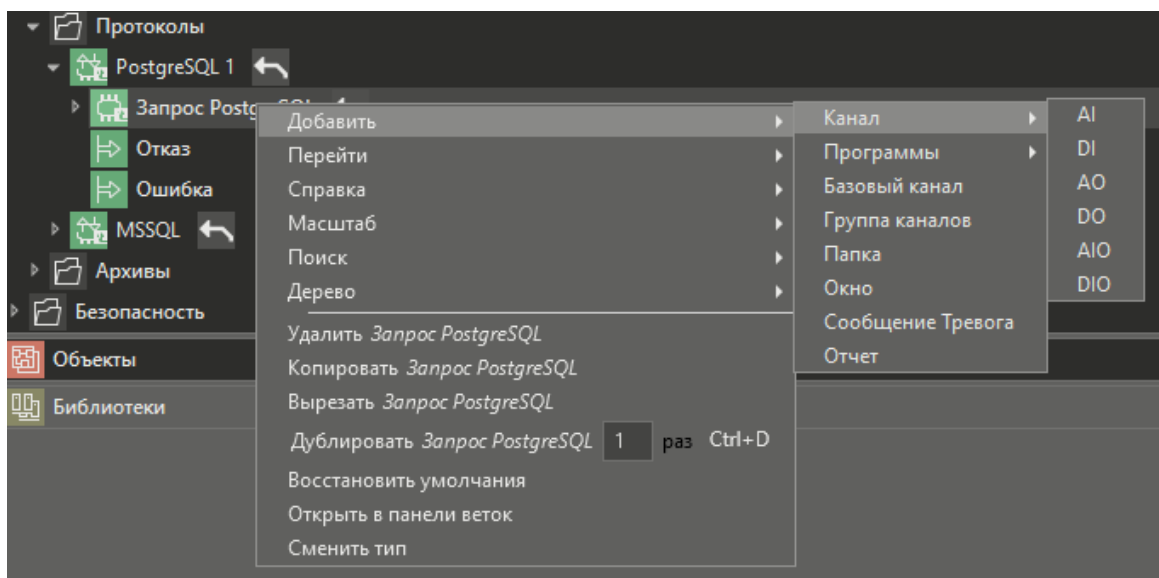 Протоколы
PostgreSQL 1
Запрос Postg
Отказ
Ошибка
MSSQL
Архивы
Безопасность
Объекты
Библиотеки
Добавить
Перейти
Справка
Масштаб
Поиск
Дерево
Удалить Запрос PostgreSQL
Копировать Запрос PostgreSQL
Вырезать Запрос PostgreSQL
Дублировать Запрос PostgreSQL 1 раз Ctrl+D
Восстановить умолчания
Открыть в панели веток
Сменить тип
Канал
Программы
Базовый канал
Группа каналов
Папка
Окно
Сообщение Тревога
Отчет
AI
DI
AO
DO
AIO
DIO